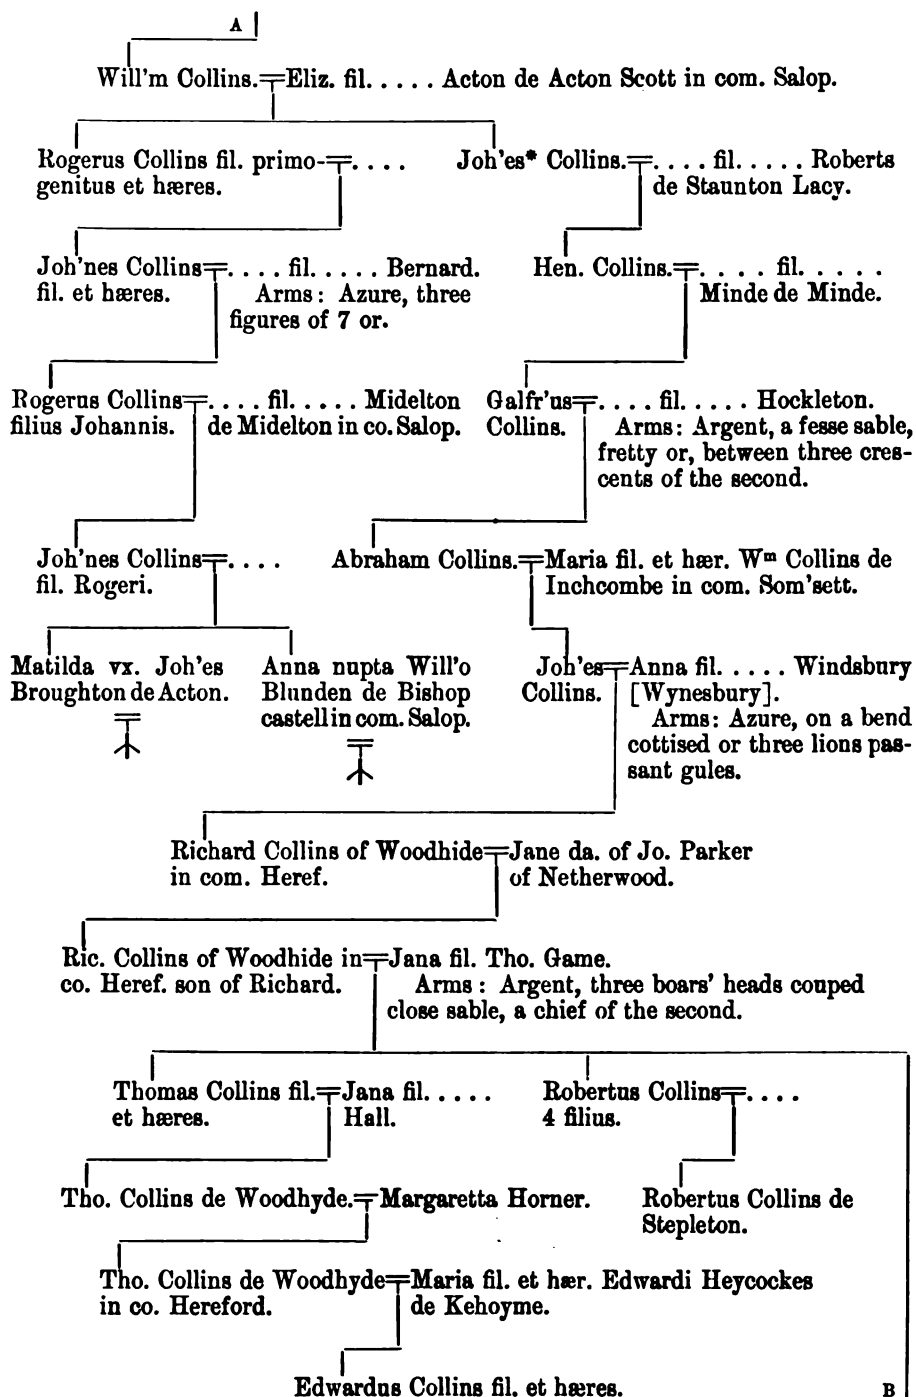 A
Will'm Collins.=Eliz. fil. . . . . Acton de Acton Scott in com. Salop.
Rogerus Collins fil. primo-=. . . .
genitus et hæres.
Joh'es* Collins.=. . . . fil. . . . . Roberts
de Staunton Lacy.
Joh'nes Collins=. . . . fil. . . . . Bernard.
fil. et hæres. Arms: Azure, three
figures of 7 or.
Hen. Collins.=. . . . fil. . . . .
Minde de Minde.
Rogerus Collins=. . . . fil. . . . . Midelton
filius Johannis. de Midelton in co. Salop.
Galfr'us=. . . . fil. . . . . Hockleton.
Collins. Arms: Argent, a fesse sable,
fretty or, between three cres-
cents of the second.
Joh'nes Collins=. . . .
fil. Rogeri.
Abraham Collins.=Maria fil. et hær. Wm Collins de
Inchcombe in com. Som'sett.
Matilda vx. Joh'es
Broughton de Acton.
Anna nupta Will'o
Blunden de Bishop
castell in com. Salop.
Joh'es=Anna fil. . . . . Windsbury
Collins. [Wynesbury].
Arms: Azure, on a bend
cottised or three lions pas-
sant gules.
Richard Collins of Woodhide=Jane da. of Jo. Parker
in com. Heref. of Netherwood.
Ric. Collins of Woodhide in=Jana fil. Tho. Game.
co. Heref. son of Richard. Arms: Argent, three boars' heads couped
close sable, a chief of the second.
Thomas Collins fil.=Jana fil. . . . .
et hæres. Hall.
Robertus Collins=. . . .
4 filius.
Tho. Collins de Woodhyde.=Margaretta Horner.
Robertus Collins de
Stepleton.
Tho. Collins de Woodhyde=Maria fil. et hær. Edwardi Heycockes
in co. Hereford. de Kehoyme.
Edwardus Collins fil. et hæres.
B